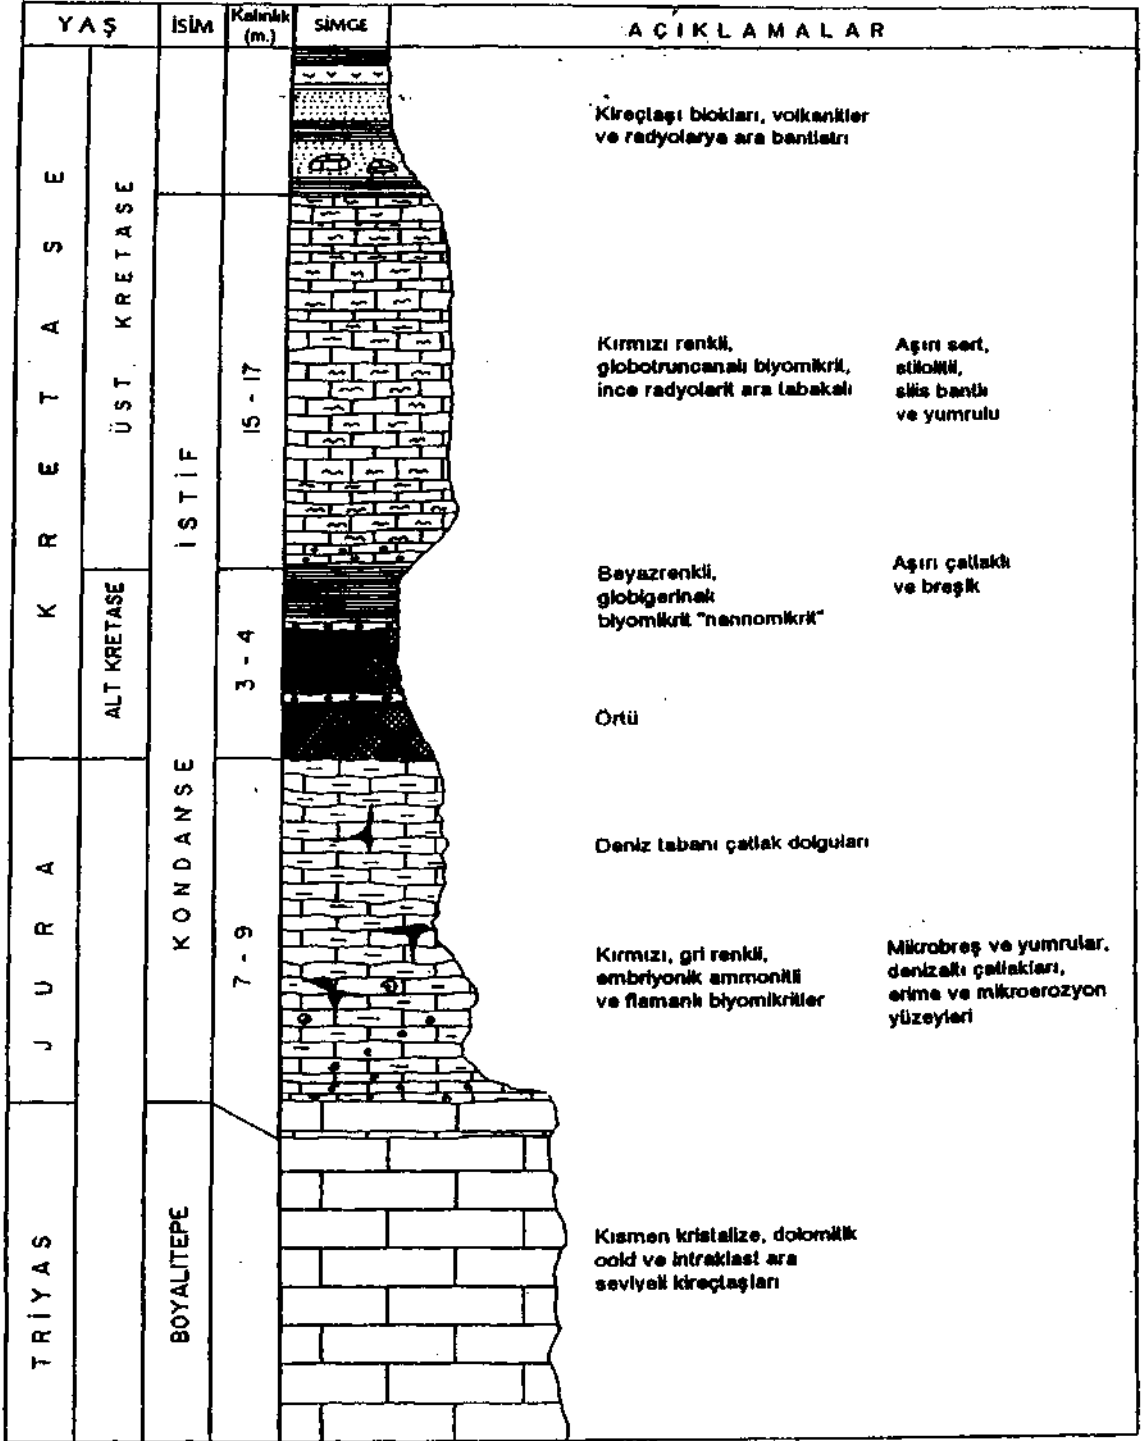 YAŞ
İSİM
Kalınlık
(m.)
SİMGE
AÇIKLAMALAR
KRETASE
ÜST KRETASE
Kireçtaşı blokları, volkanitler
ve radyolarya ara bantları
İSTİF
15 - 17
Kırmızı renkli,
globotruncanalı biyomikrit,
ince radyolarit ara tabakalı
Aşırı sert,
stilolitli,
silis bantlı
ve yumrulu
ALT KRETASE
3 - 4
Beyazrenkli,
globigerinak
biyomikrit "nannomikrit"
Aşırı çatlaklı
ve breşik
Örtü
JURA
KONDANSE
7 - 9
Deniz tabanı çatlak dolguları
Kırmızı, gri renkli,
embriyonik ammonitli
ve flamanlı biyomikritler
Mikrobreş ve yumrular,
denizaltı çatlakları,
erime ve mikroerozyon
yüzeyleri
TRİYAS
BOYALITEPE
Kısmen kristalize, dolomitik
ooid ve intraklast ara
seviyeli kireçtaşları